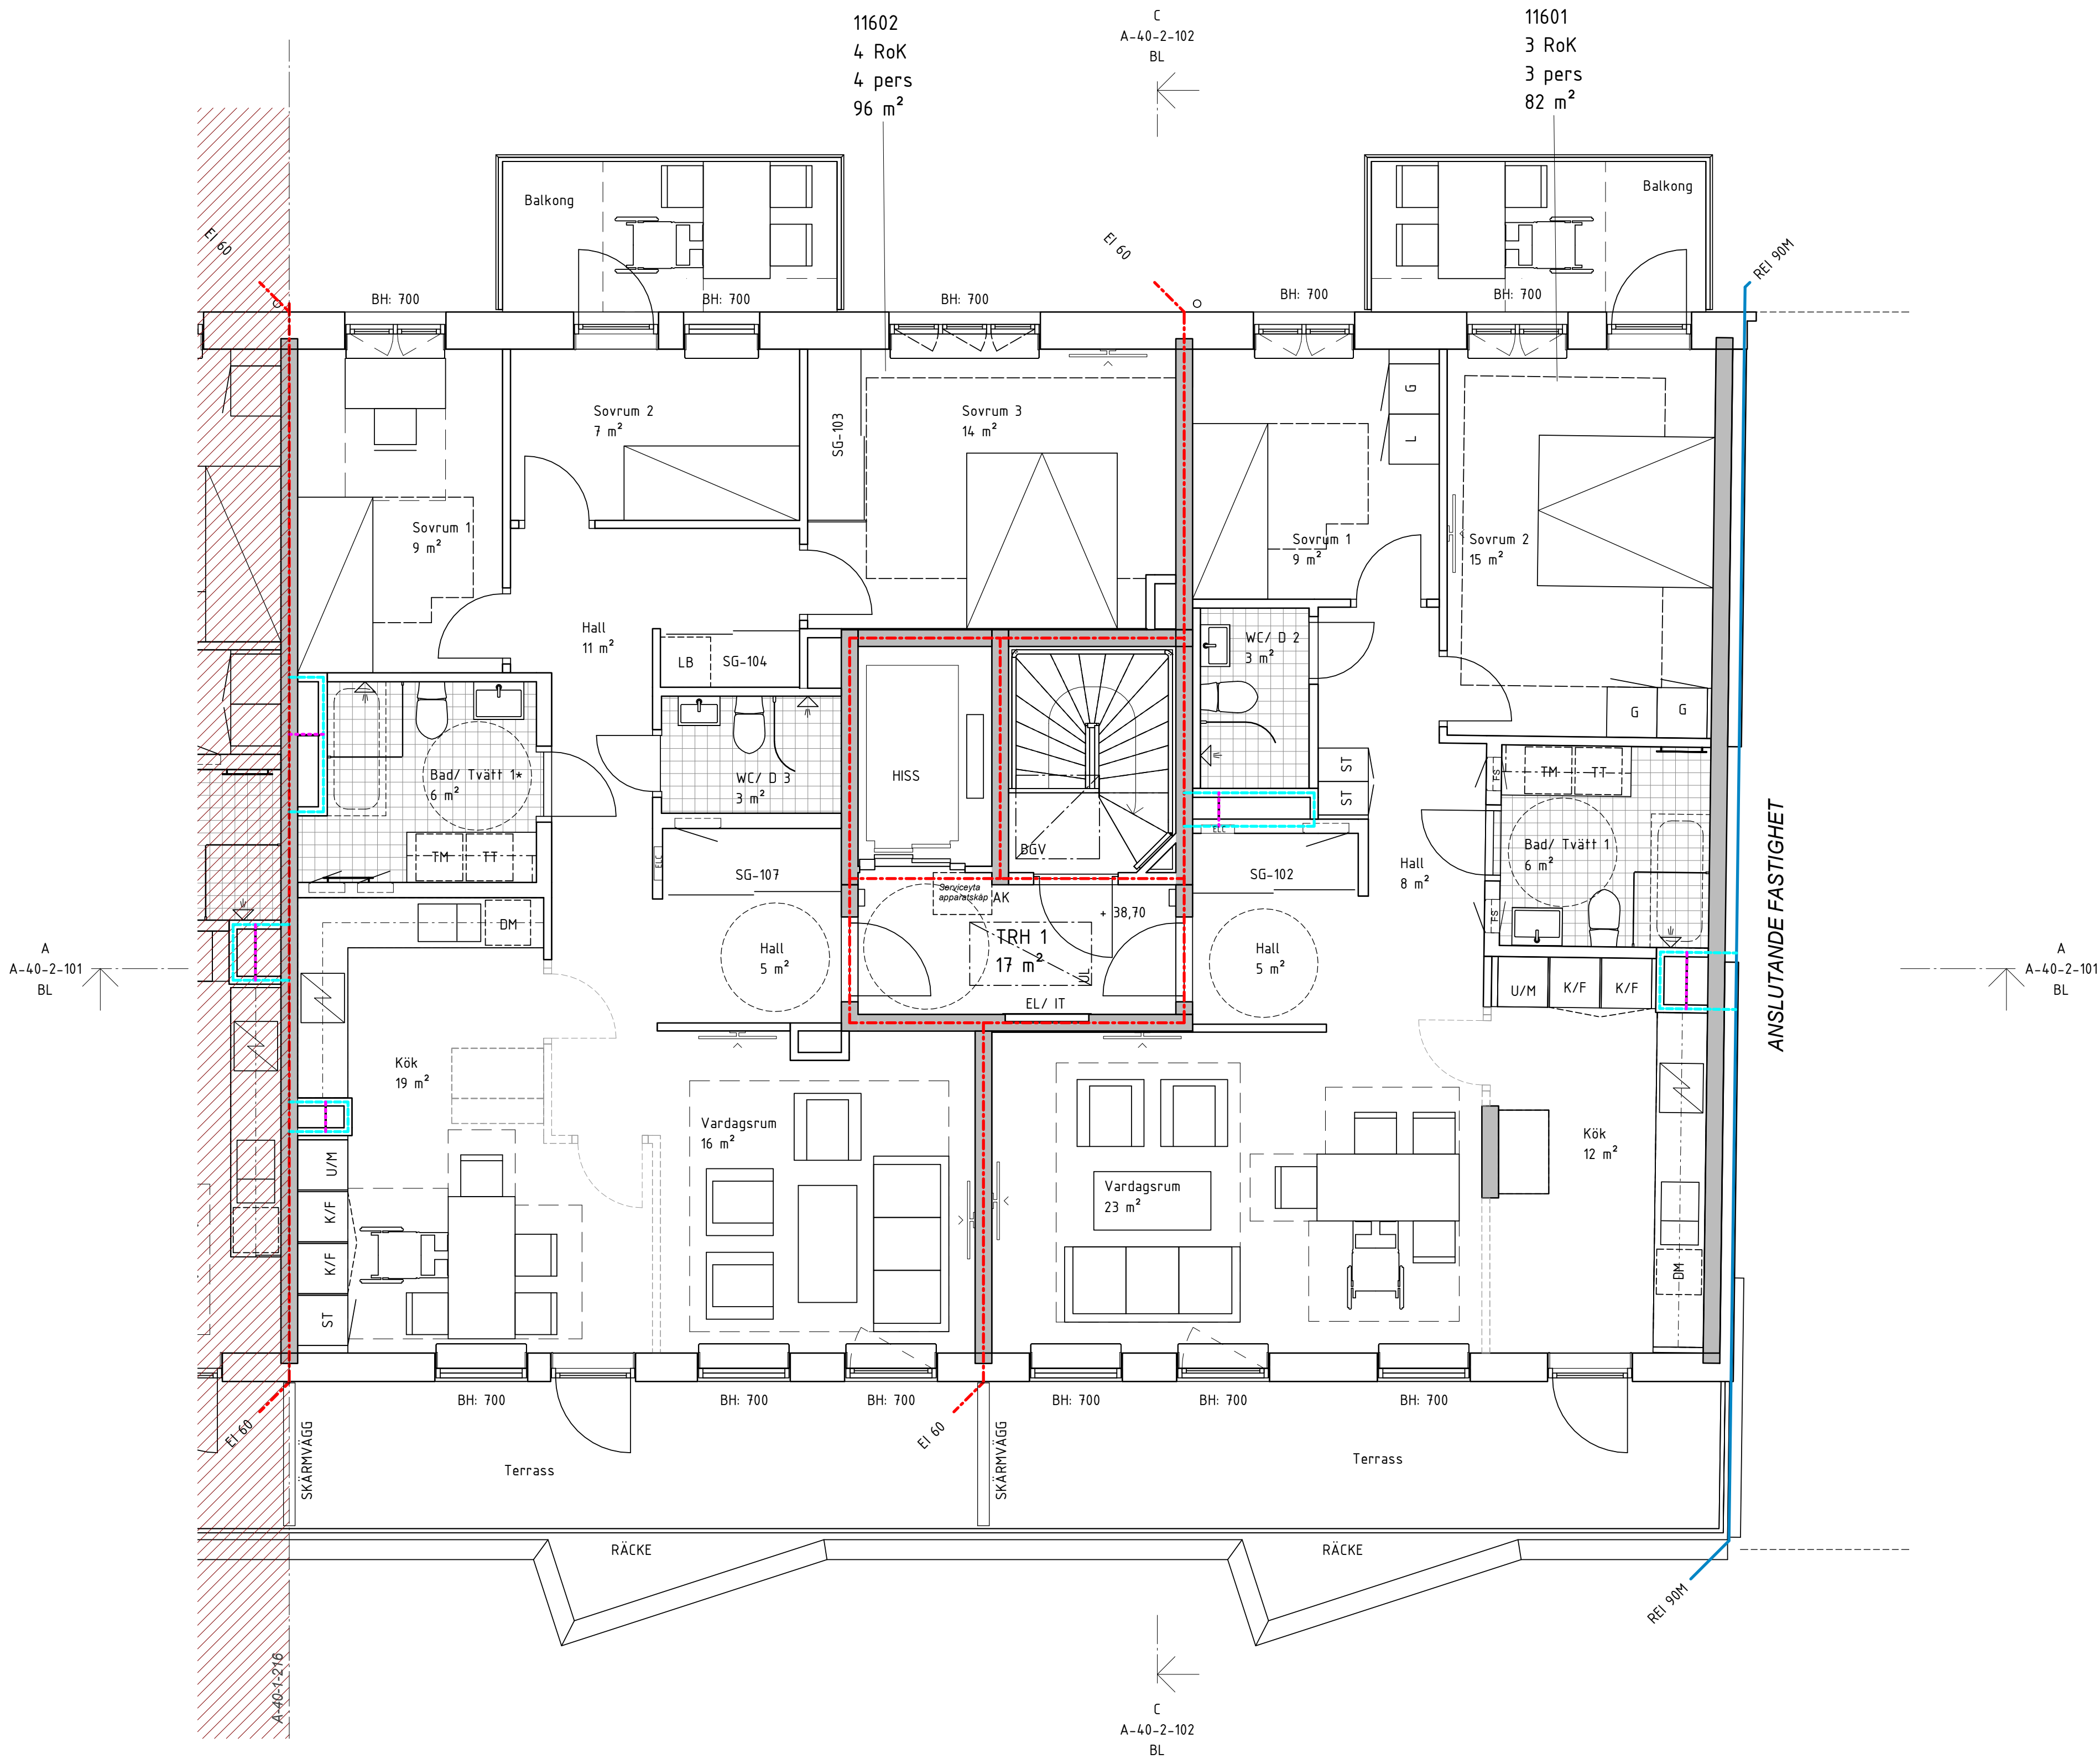 11602
4 RoK
4 pers
96 m²
C
A-40-2-102
BL
11601
3 RoK
3 pers
82 m²
Balkong
Balkong
EI 60
EI 60
REI 90M
BH: 700
BH: 700
BH: 700
BH: 700
BH: 700
Sovrum 2
7 m²
SG-103
Sovrum 3
14 m²
G
L
Sovrum 1
9 m²
Sovrum 1
9 m²
Sovrum 2
15 m²
Hall
11 m²
LB
SG-104
WC/ D 2
3 m²
G
G
Bad/ Tvätt 1*
6 m²
WC/ D 3
3 m²
HISS
ST
ST
FS
TM
TT
TM
TT
ELC
SG-107
BGV
ELC
SG-102
Hall
8 m²
Bad/ Tvätt 1
6 m²
FS
ANSLUTANDE FASTIGHET
Serviceyta
apparatskåp
AK
+ 38,70
DM
Hall
5 m²
TRH 1
17 m²
UL
EL/ IT
Hall
5 m²
A
A-40-2-101
BL
A
A-40-2-101
BL
U/M
K/F
K/F
Kök
19 m²
U/M
K/F
K/F
ST
Vardagsrum
16 m²
Vardagsrum
23 m²
Kök
12 m²
DM
BH: 700
BH: 700
BH: 700
BH: 700
BH: 700
BH: 700
EI 60
SKÄRMVÄGG
EI 60
SKÄRMVÄGG
Terrass
Terrass
RÄCKE
RÄCKE
REI 90M
A-40-1-216
C
A-40-2-102
BL